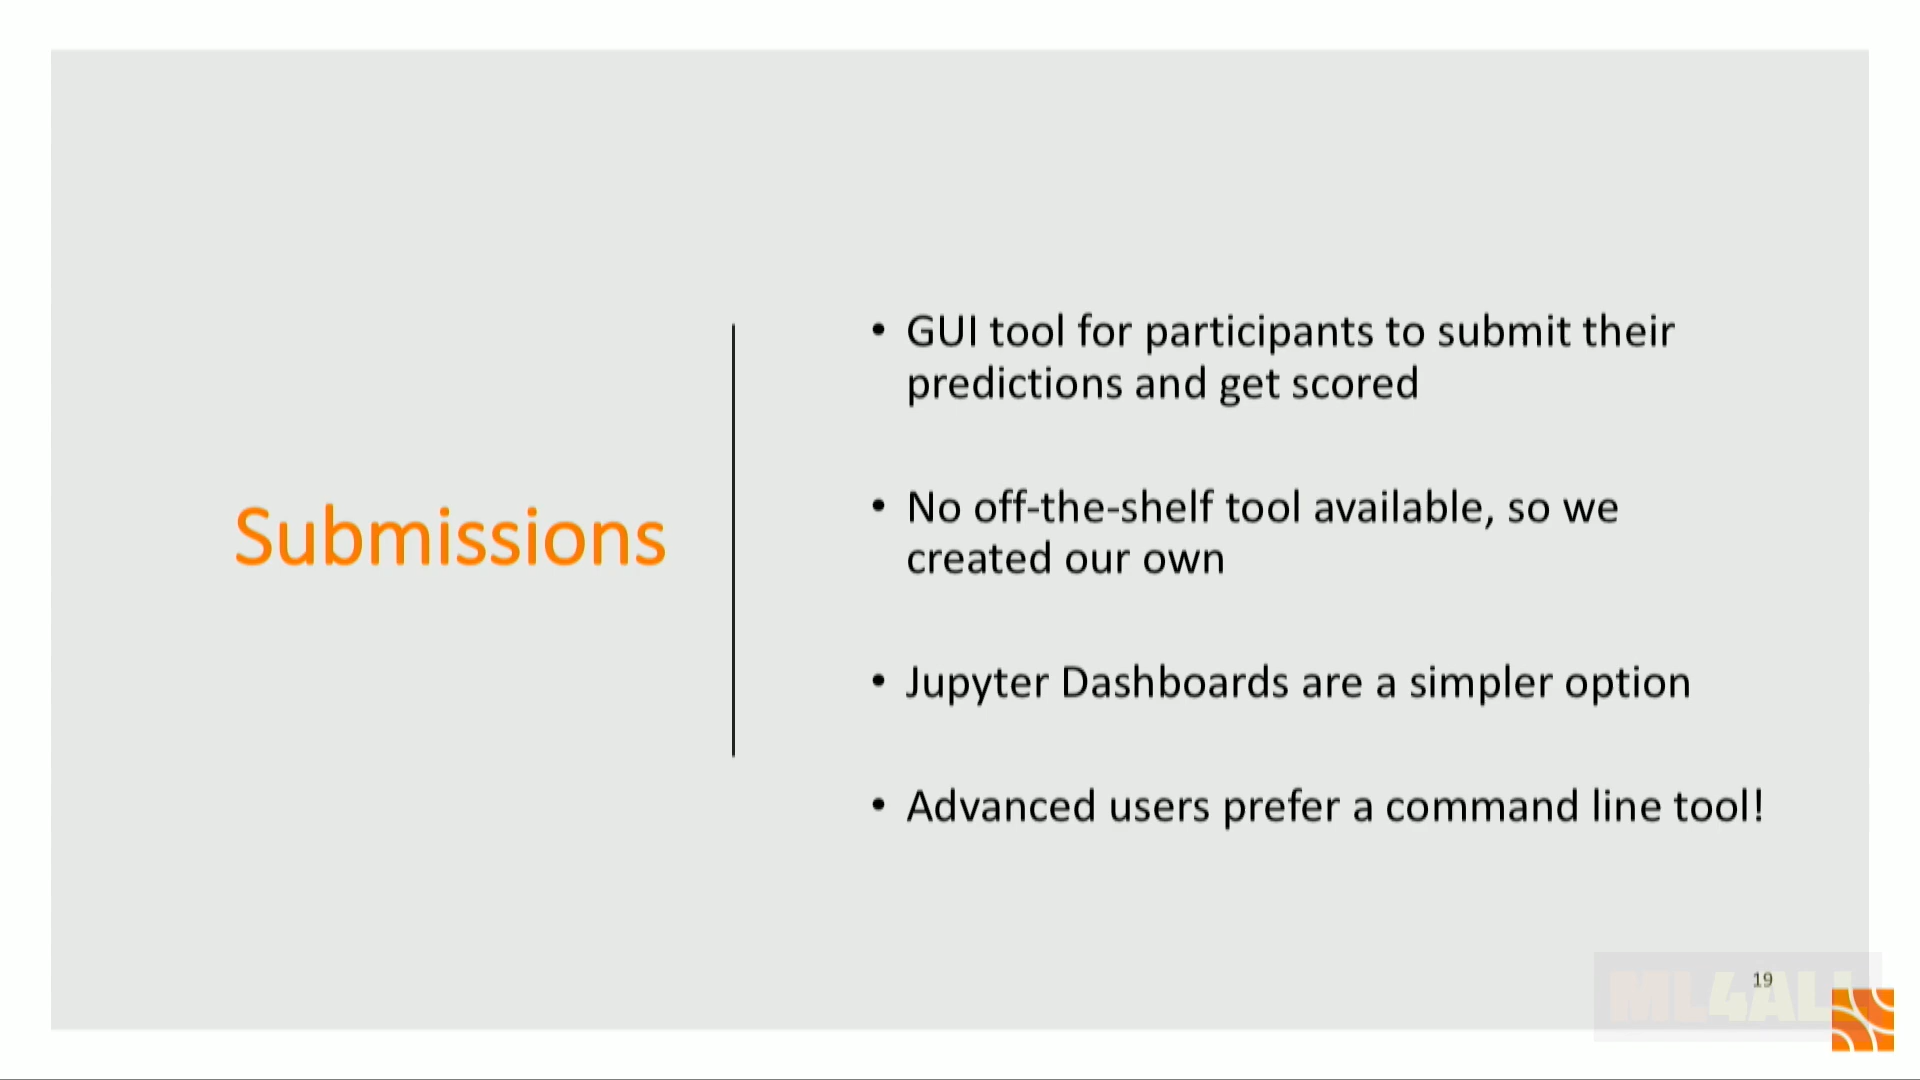 Submissions
• GUI tool for participants to submit their
predictions and get scored
• No off-the-shelf tool available, so we
created our own
• Jupyter Dashboards are a simpler option
• Advanced users prefer a command line tool!
19
ML4ALL